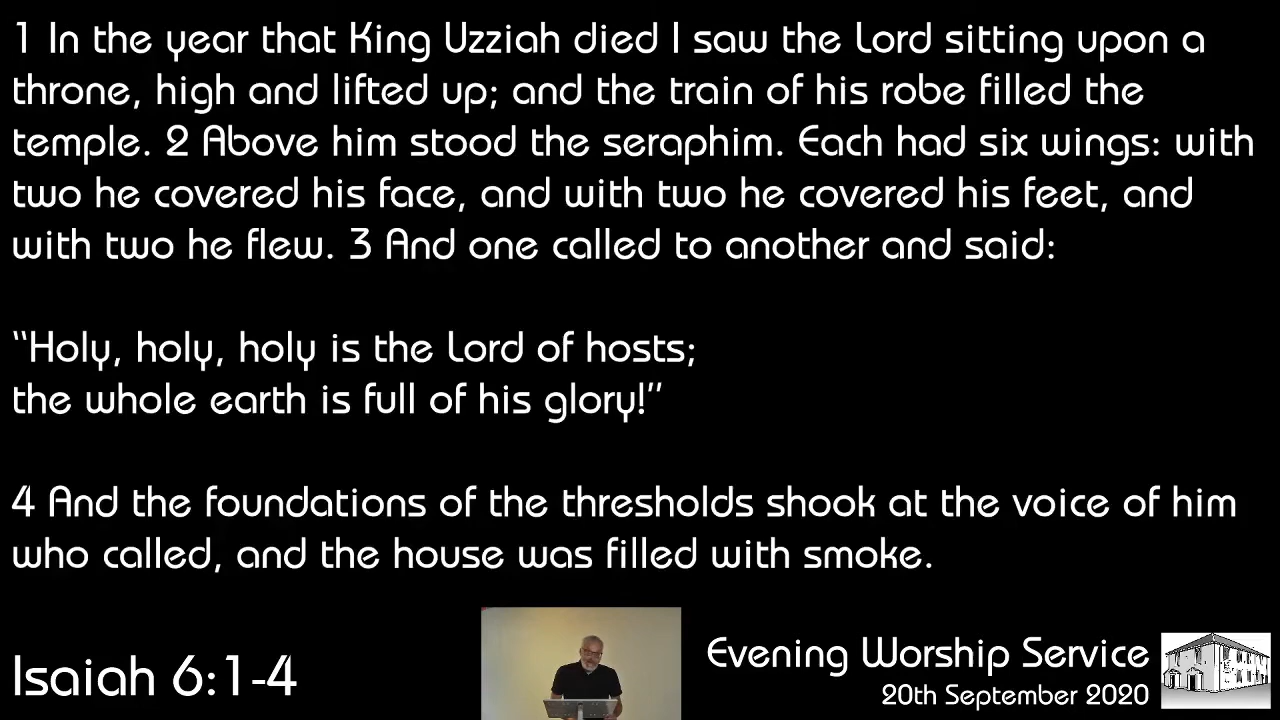 1 In the year that King Uzziah died I saw the Lord sitting upon a
throne, high and lifted up; and the train of his robe filled the
temple. 2 Above him stood the seraphim. Each had six wings: with
two he covered his face, and with two he covered his feet, and
with two he flew. 3 And one called to another and said:
“Holy, holy, holy is the Lord of hosts;
the whole earth is full of his glory!”
4 And the foundations of the thresholds shook at the voice of him
who called, and the house was filled with smoke.
Isaiah 6:1-4
Evening Worship Service
20th September 2020